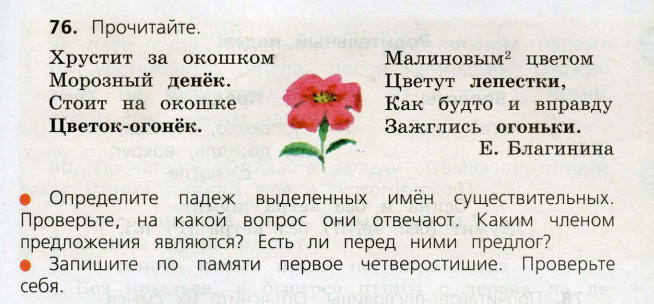 76. Прочитайте.
Хрустит за окошком
Морозный денёк.
Стоит на окошке
Цветок-огонёк.
Малиновым² цветом
Цветут лепестки,
Как будто и вправду
Зажглись огоньки.
Е. Благинина
● Определите падеж выделенных имён существительных.
Проверьте, на какой вопрос они отвечают. Каким членом
предложения являются? Есть ли перед ними предлог?
● Запишите по памяти первое четверостишие. Проверьте
себя.